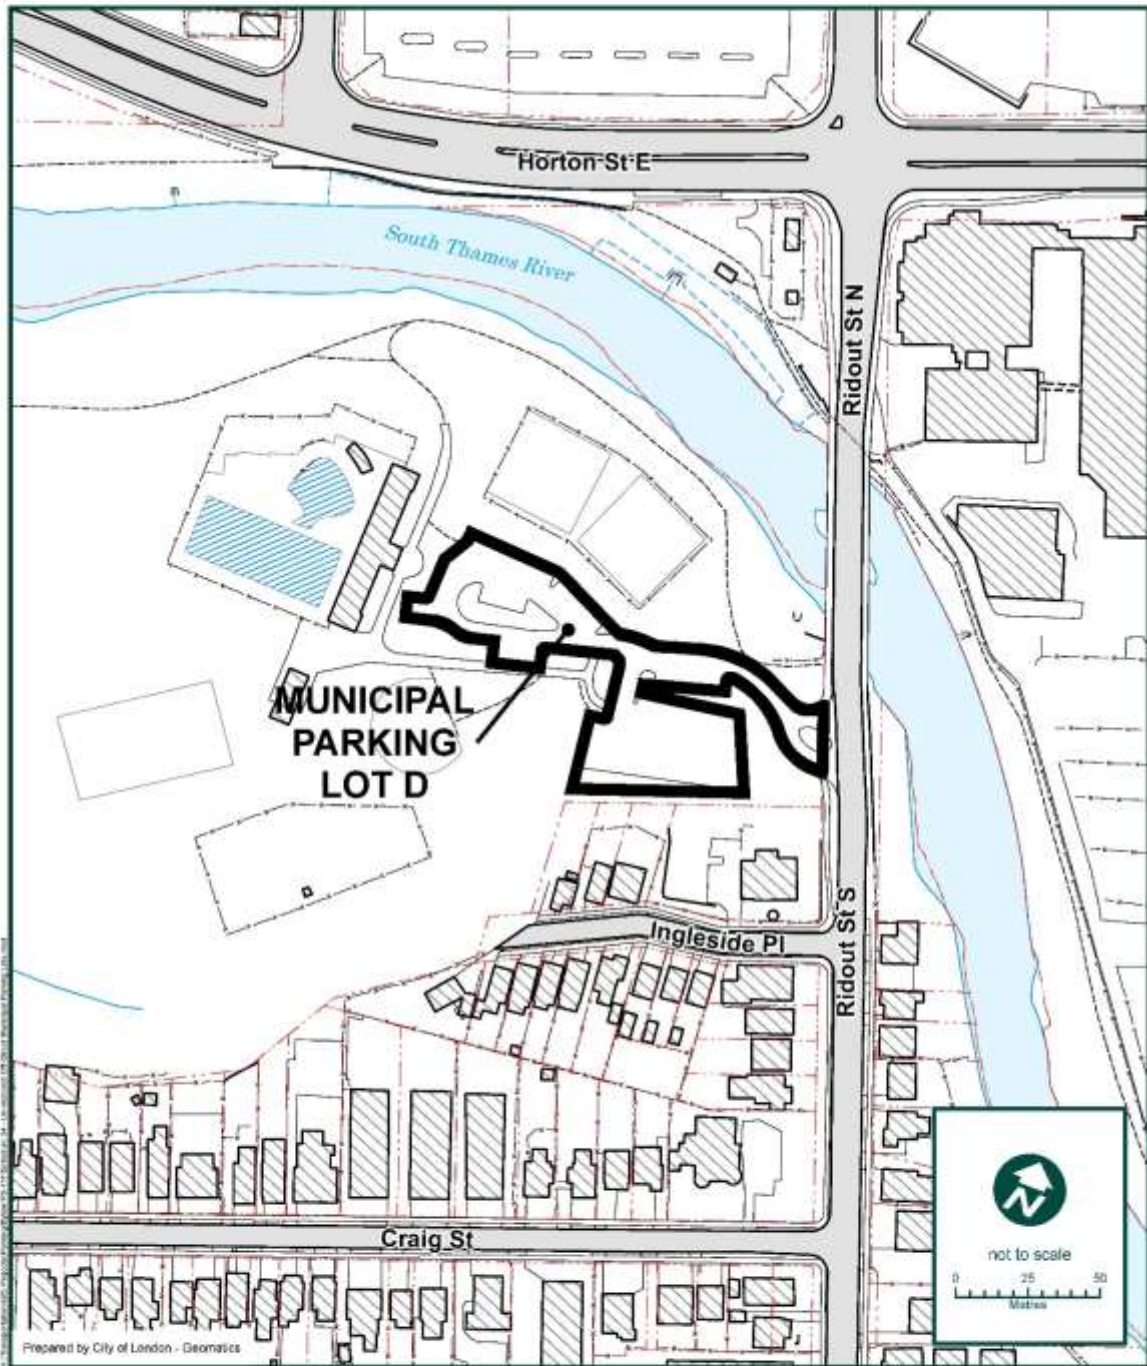 Horton St E
South Thames River
Ridout St N
MUNICIPAL
PARKING
LOT D
Ingleside Pl
Ridout St S
Craig St
N
not to scale
0 25 50
Metres
Prepared by City of London - Geomatics